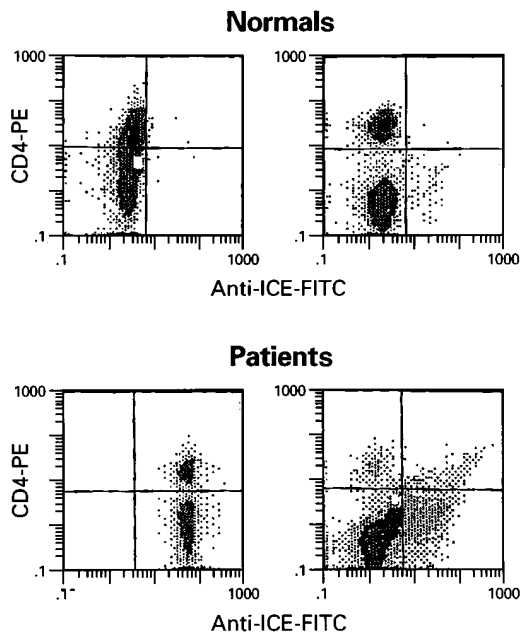 Normals
1000 1000
CD4-PE
.1 .1
.1 1000 .1 1000
Anti-ICE-FITC
Patients
1000 1000
CD4-PE
.1 .1
.1 1000 .1 1000
Anti-ICE-FITC